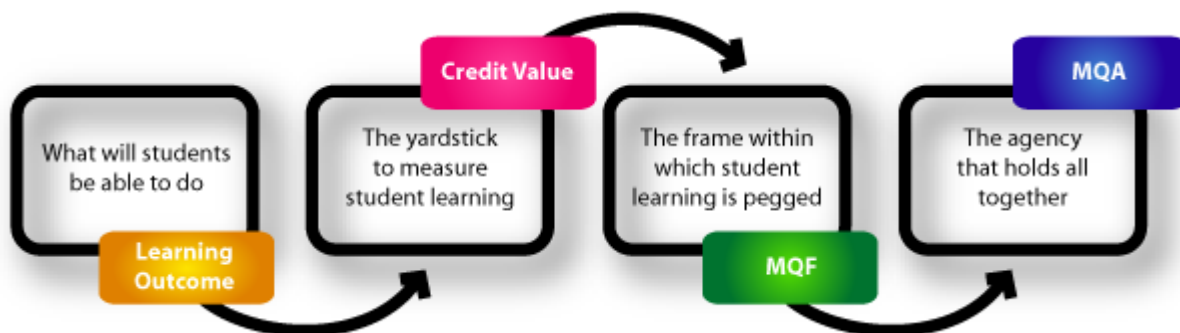 What will students
be able to do
Learning
Outcome
Credit Value
The yardstick
to measure
student learning
The frame within
which student
learning is pegged
MQF
MQA
The agency
that holds all
together